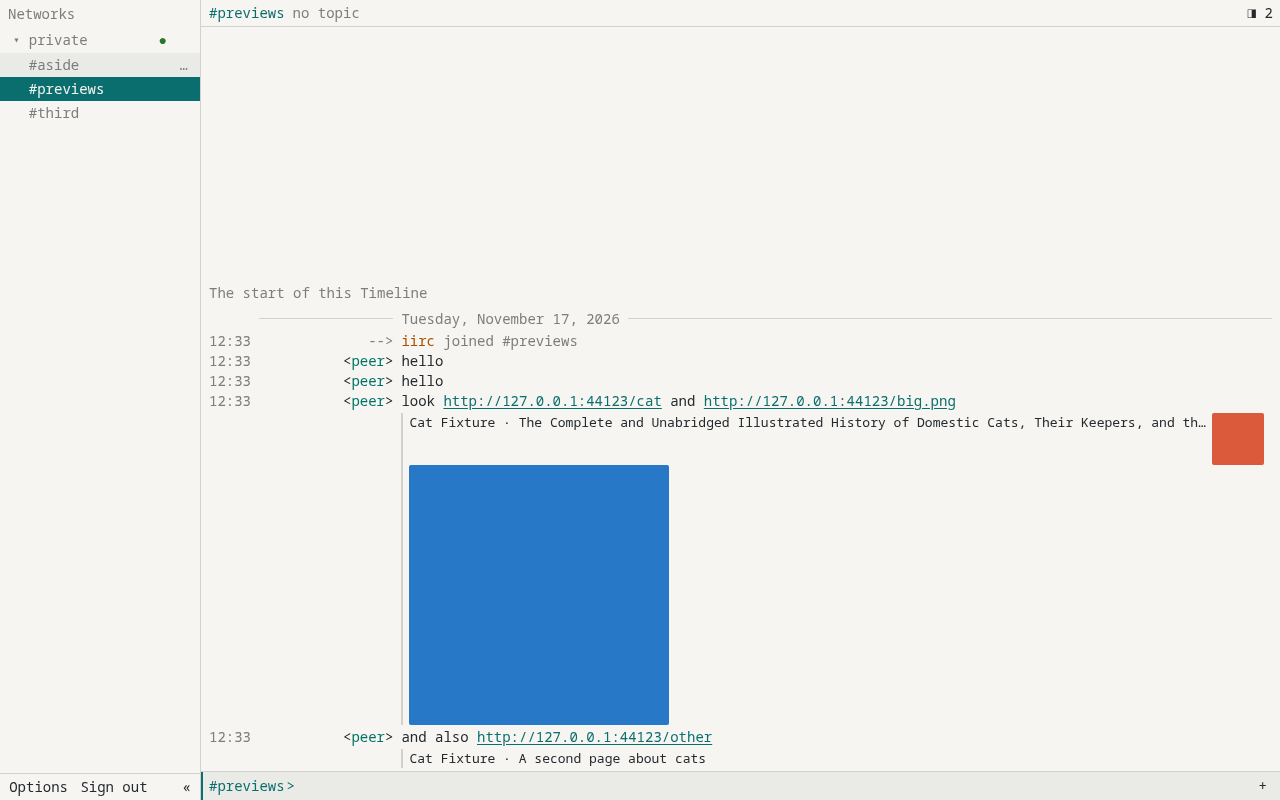 Networks
▾ private ●
#aside …
#previews
#third
Options Sign out «
#previews no topic
◨ 2
The start of this Timeline
Tuesday, November 17, 2026
12:33 --> iirc joined #previews
12:33 <peer> hello
12:33 <peer> hello
12:33 <peer> look http://127.0.0.1:44123/cat and http://127.0.0.1:44123/big.png
Cat Fixture · The Complete and Unabridged Illustrated History of Domestic Cats, Their Keepers, and th…
12:33 <peer> and also http://127.0.0.1:44123/other
Cat Fixture · A second page about cats
#previews> +